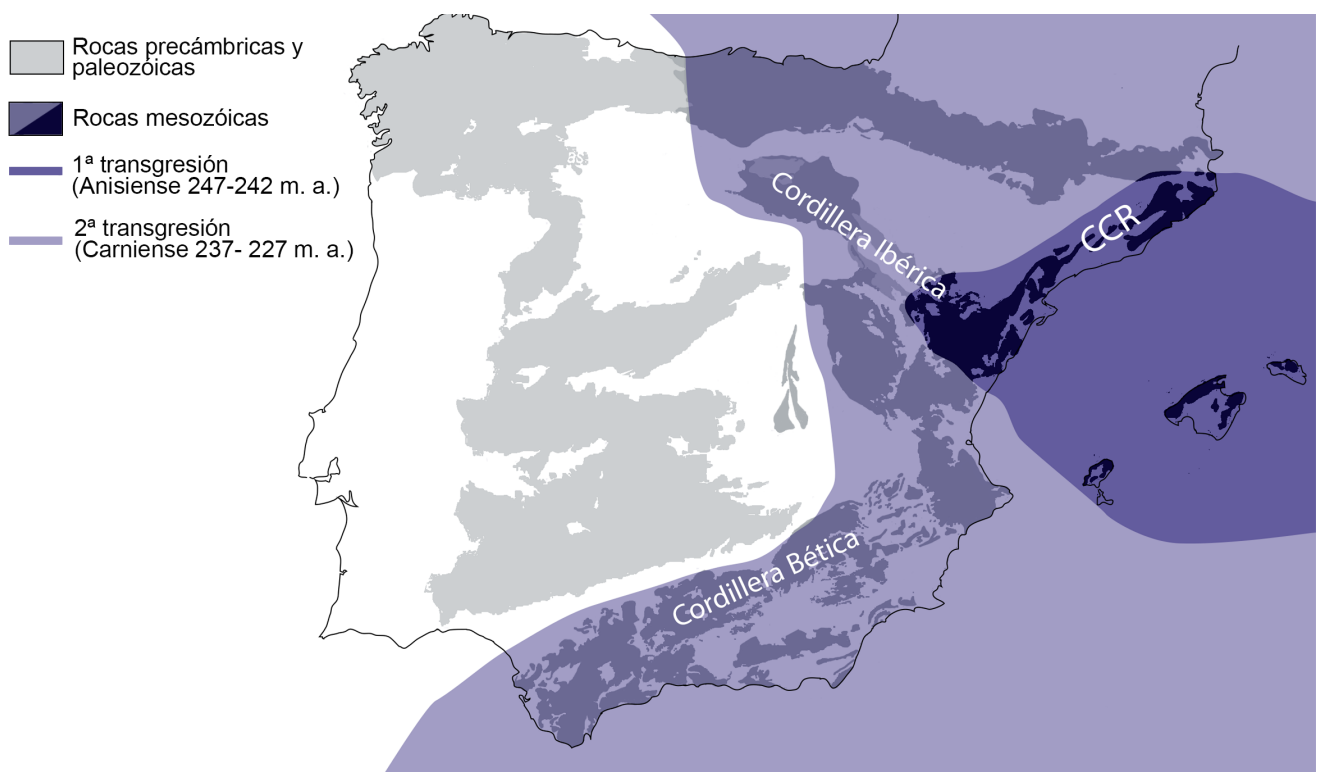 Rocas precámbricas y
paleozóicas
Rocas mesozóicas
1ª transgresión
(Anisiense 247-242 m. a.)
2ª transgresión
(Carniense 237- 227 m. a.)
as
Cordillera Ibérica
CCR
Cordillera Bética